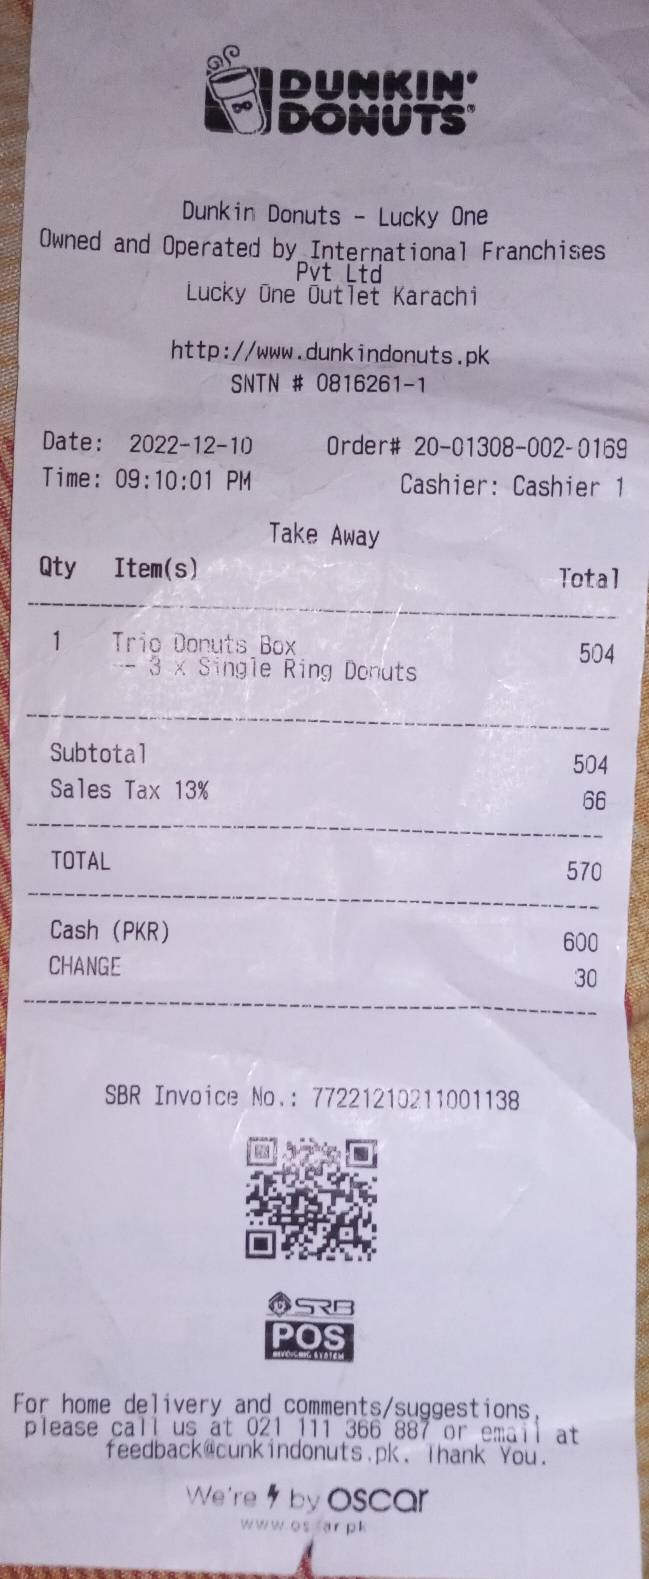 DUNKIN'
DONUTS
Dunkin Donuts - Lucky One
Owned and Operated by International Franchises
Pvt Ltd
Lucky One Outlet Karachi
http://www.dunkindonuts.pk
SNTN # 0816261-1
Date: 2022-12-10 Order# 20-01308-002-0169
Time: 09:10:01 PM Cashier: Cashier 1
Take Away
Qty Item(s) Total
1 Trio Donuts Box 504
-- 3 x Single Ring Donuts
Subtotal 504
Sales Tax 13% 66
TOTAL 570
Cash (PKR) 600
CHANGE 30
SBR Invoice No.: 77221210211001138
SRB
POS
INVOICING SYSTEM
For home delivery and comments/suggestions,
please call us at 021 111 366 887 or email at
feedback@cunkindonuts.pk. Thank You.
We're by oscar
www.oscar.pk